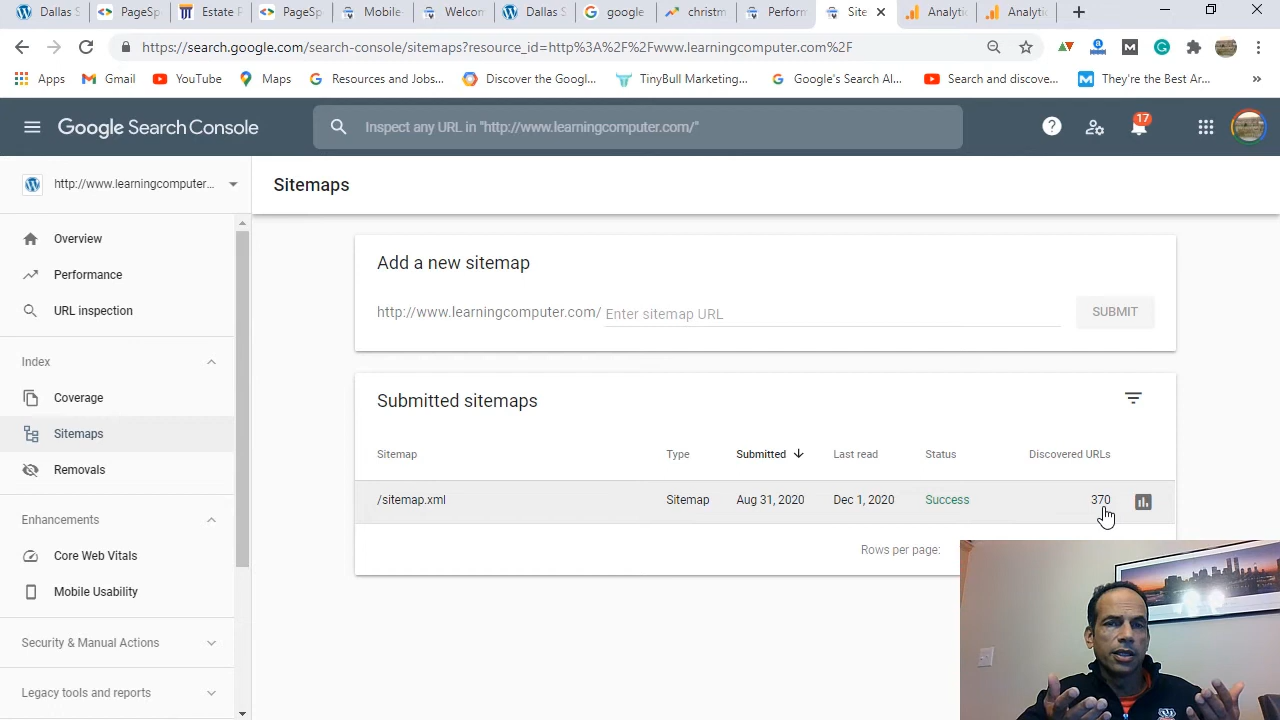 Dallas S
PageSp
Estate P
PageSp
Mobile-
Welcon
Dallas S
google
kristin
Perforn
Site
Analytic
Analytic
https://search.google.com/search-console/sitemaps?resource_id=http%3A%2F%2Fwww.learningcomputer.com%2F
Apps
Gmail
YouTube
Maps
Resources and Jobs...
Discover the Googl...
TinyBull Marketing...
Google's Search Al...
Search and discove...
They're the Best Ar...
»
Google Search Console
Inspect any URL in "http://www.learningcomputer.com/"
17
http://www.learningcomputer...
Sitemaps
Overview
Performance
URL inspection
Index
Coverage
Sitemaps
Removals
Enhancements
Core Web Vitals
Mobile Usability
Security & Manual Actions
Legacy tools and reports
Add a new sitemap
http://www.learningcomputer.com/ Enter sitemap URL
SUBMIT
Submitted sitemaps
Sitemap Type Submitted Last read Status Discovered URLs
/sitemap.xml Sitemap Aug 31, 2020 Dec 1, 2020 Success 370
Rows per page: